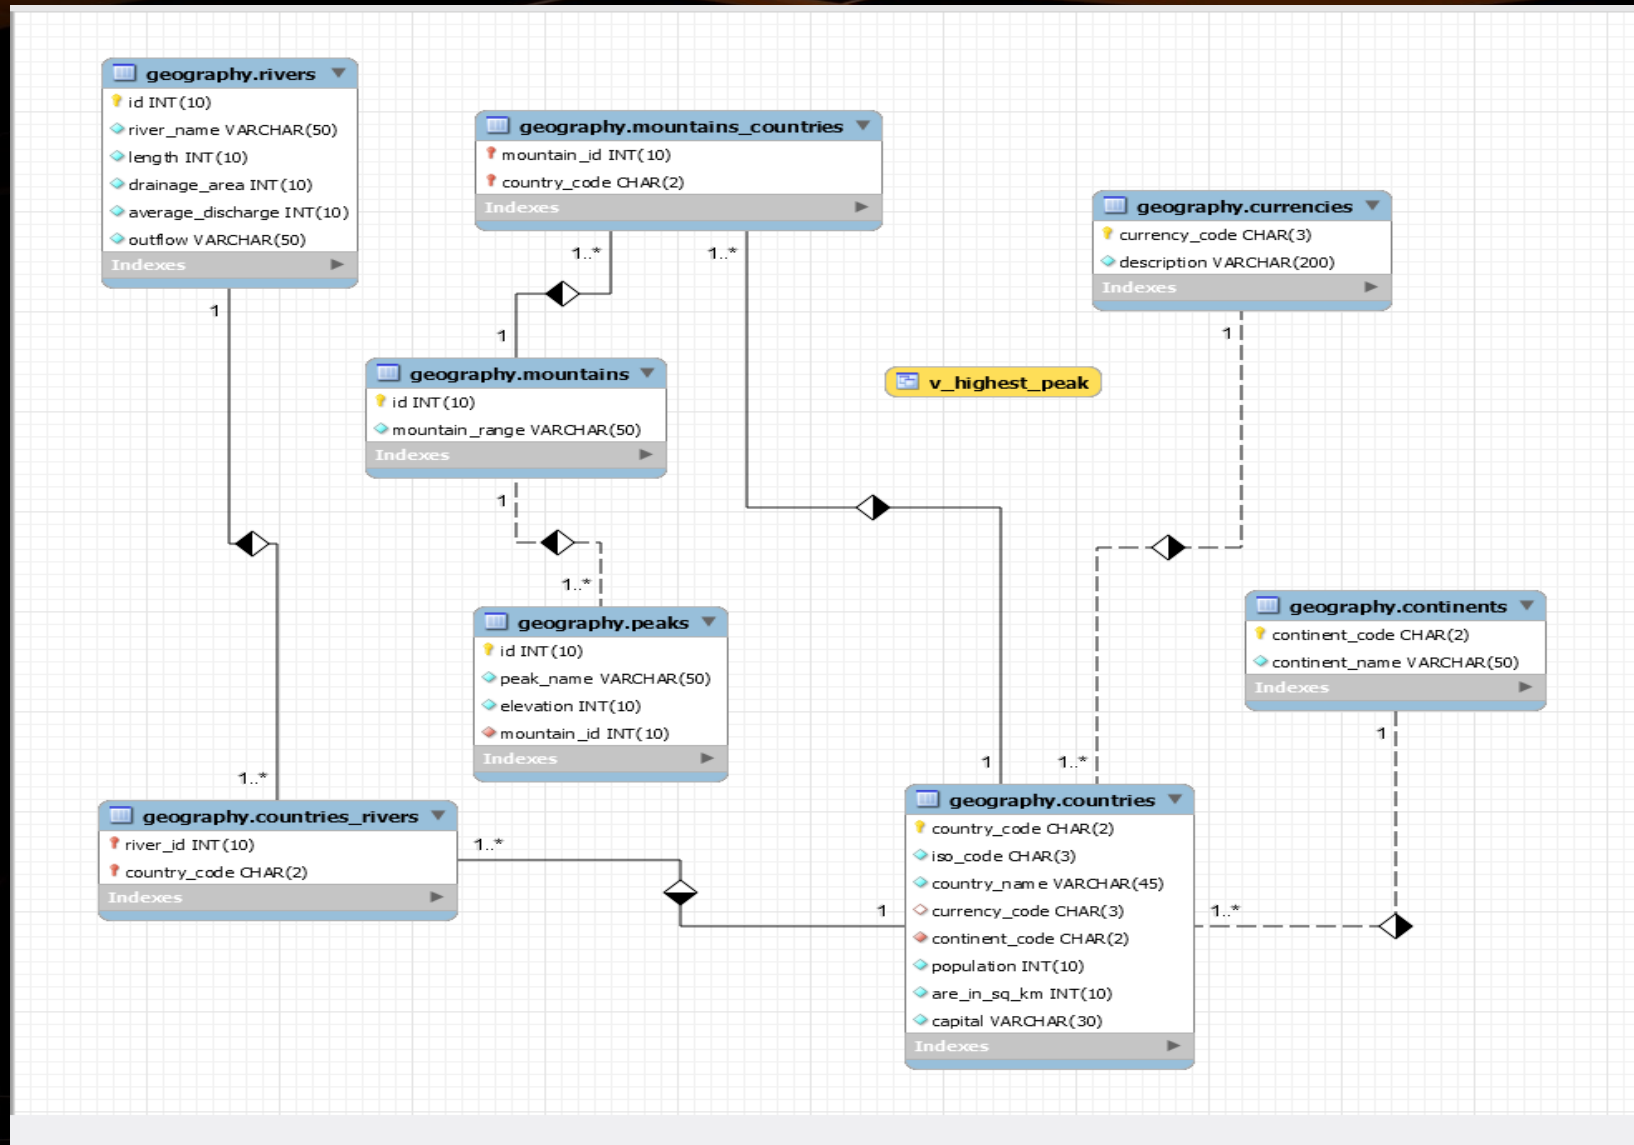 geography.rivers
id INT(10)
river_name VARCHAR(50)
length INT(10)
drainage_area INT(10)
average_discharge INT(10)
outflow VARCHAR(50)
Indexes
geography.mountains_countries
mountain_id INT(10)
country_code CHAR(2)
Indexes
geography.currencies
currency_code CHAR(3)
description VARCHAR(200)
Indexes
1..*
1..*
1
1
1
geography.mountains
id INT(10)
mountain_range VARCHAR(50)
Indexes
v_highest_peak
1
1..*
geography.peaks
id INT(10)
peak_name VARCHAR(50)
elevation INT(10)
mountain_id INT(10)
Indexes
geography.continents
continent_code CHAR(2)
continent_name VARCHAR(50)
Indexes
1
1..*
1
1..*
geography.countries_rivers
river_id INT(10)
country_code CHAR(2)
Indexes
1..*
1
geography.countries
country_code CHAR(2)
iso_code CHAR(3)
country_name VARCHAR(45)
currency_code CHAR(3)
continent_code CHAR(2)
population INT(10)
are_in_sq_km INT(10)
capital VARCHAR(30)
Indexes
1..*